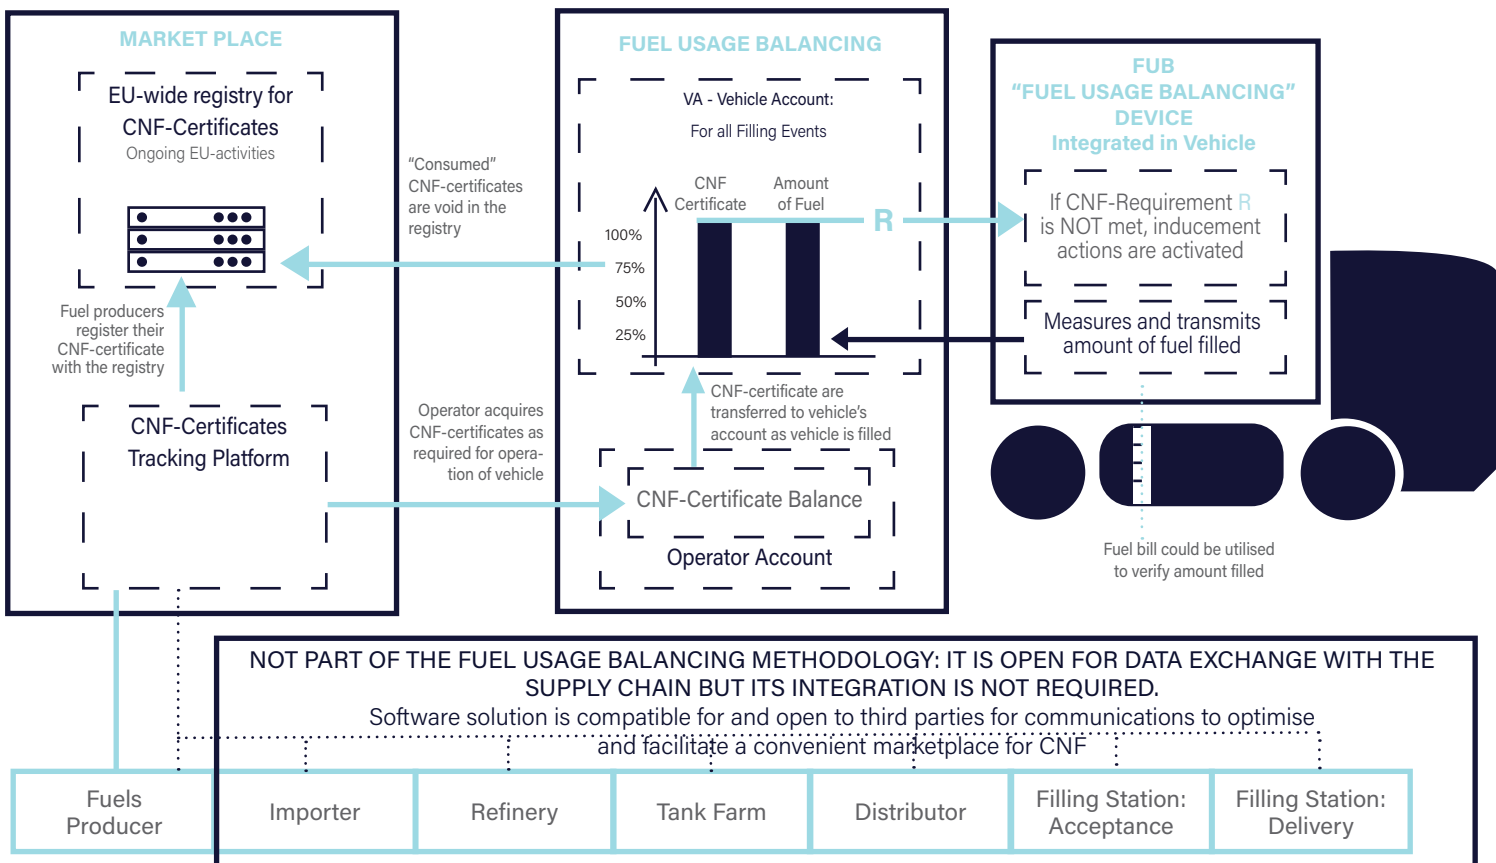 MARKET PLACE
EU-wide registry for
CNF-Certificates
Ongoing EU-activities
Fuel producers
register their
CNF-certificate
with the registry
CNF-Certificates
Tracking Platform
"Consumed"
CNF-certificates
are void in the
registry
Operator acquires
CNF-certificates as
required for opera-
tion of vehicle
FUEL USAGE BALANCING
VA - Vehicle Account:
For all Filling Events
CNF
Certificate
Amount
of Fuel
R
100%
75%
50%
25%
CNF-certificate are
transferred to vehicle's
account as vehicle is filled
CNF-Certificate Balance
Operator Account
FUB
"FUEL USAGE BALANCING"
DEVICE
Integrated in Vehicle
If CNF-Requirement R
is NOT met, inducement
actions are activated
Measures and transmits
amount of fuel filled
Fuel bill could be utilised
to verify amount filled
NOT PART OF THE FUEL USAGE BALANCING METHODOLOGY: IT IS OPEN FOR DATA EXCHANGE WITH THE
SUPPLY CHAIN BUT ITS INTEGRATION IS NOT REQUIRED.
Software solution is compatible for and open to third parties for communications to optimise
and facilitate a convenient marketplace for CNF
Fuels
Producer
Importer
Refinery
Tank Farm
Distributor
Filling Station:
Acceptance
Filling Station:
Delivery